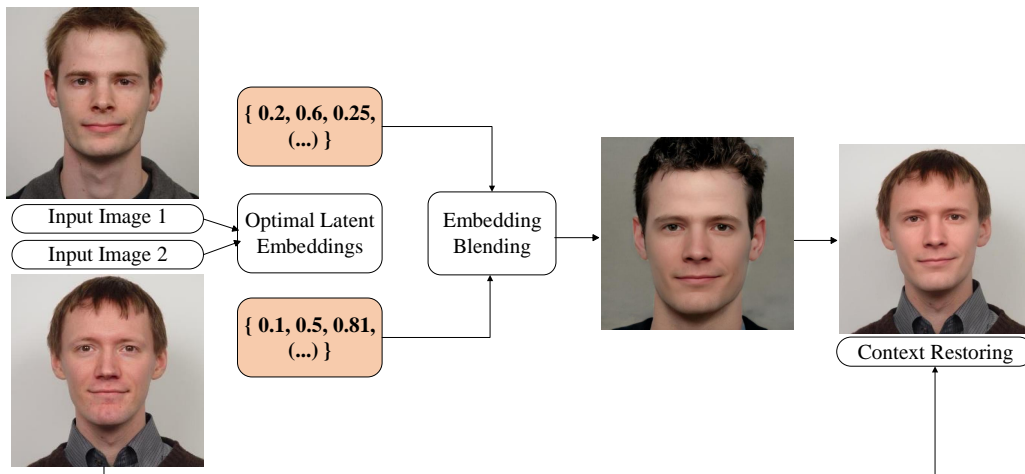 { 0.2, 0.6, 0.25,
(...) }
Input Image 1
Input Image 2
Optimal Latent
Embeddings
Embedding
Blending
{ 0.1, 0.5, 0.81,
(...) }
Context Restoring